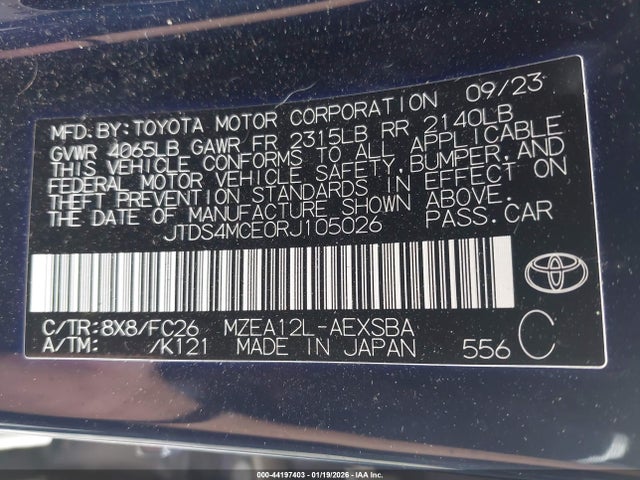 09/23
MFD. BY: TOYOTA MOTOR CORPORATION
GVWR 4065LB GAWR FR 2315LB RR 2140LB
THIS VEHICLE CONFORMS TO ALL APPLICABLE
FEDERAL MOTOR VEHICLE SAFETY, BUMPER, AND
THEFT PREVENTION STANDARDS IN EFFECT ON
THE DATE OF MANUFACTURE SHOWN ABOVE.
JTDS4MCE0RJ105026 PASS. CAR
C/TR: 8X8/FC26 MZEA12L-AEXSBA
A/TM: /K121 MADE IN JAPAN 556 C
TOYOTA
000-44197403 | 01/19/2026 | IAA Inc.